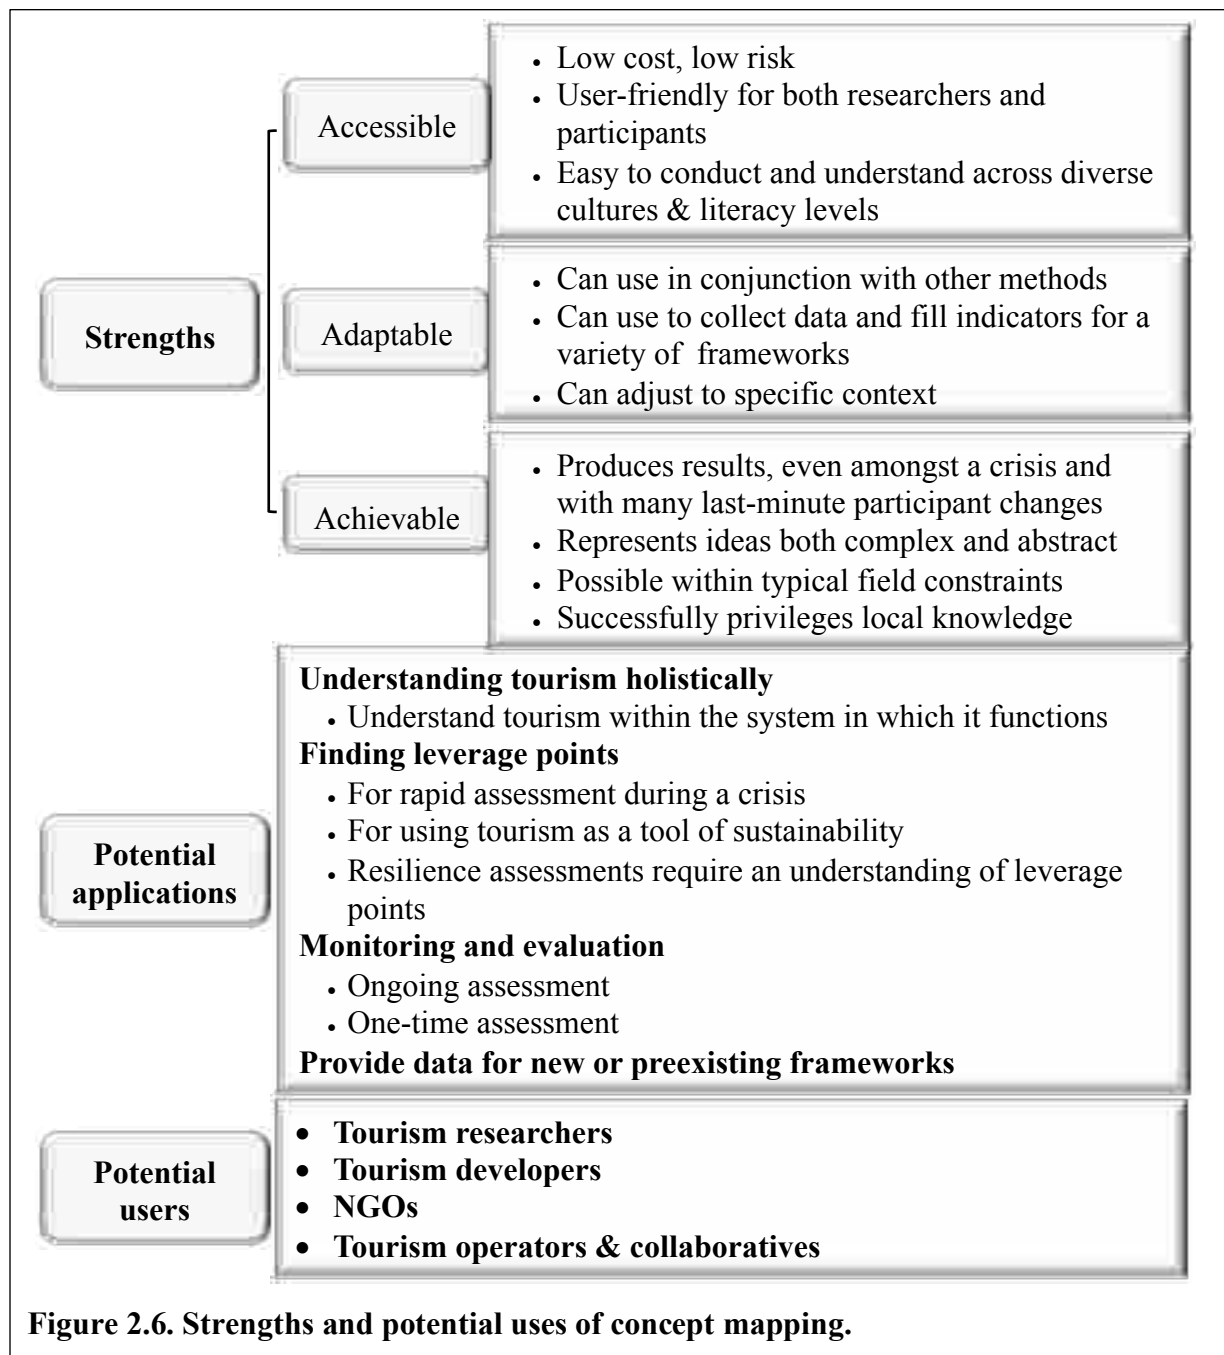 Strengths
Accessible
• Low cost, low risk
• User-friendly for both researchers and
participants
• Easy to conduct and understand across diverse
cultures & literacy levels
Adaptable
• Can use in conjunction with other methods
• Can use to collect data and fill indicators for a
variety of frameworks
• Can adjust to specific context
Achievable
• Produces results, even amongst a crisis and
with many last-minute participant changes
• Represents ideas both complex and abstract
• Possible within typical field constraints
• Successfully privileges local knowledge
Potential
applications
Understanding tourism holistically
• Understand tourism within the system in which it functions
Finding leverage points
• For rapid assessment during a crisis
• For using tourism as a tool of sustainability
• Resilience assessments require an understanding of leverage
points
Monitoring and evaluation
• Ongoing assessment
• One-time assessment
Provide data for new or preexisting frameworks
Potential
users
• Tourism researchers
• Tourism developers
• NGOs
• Tourism operators & collaboratives
Figure 2.6. Strengths and potential uses of concept mapping.